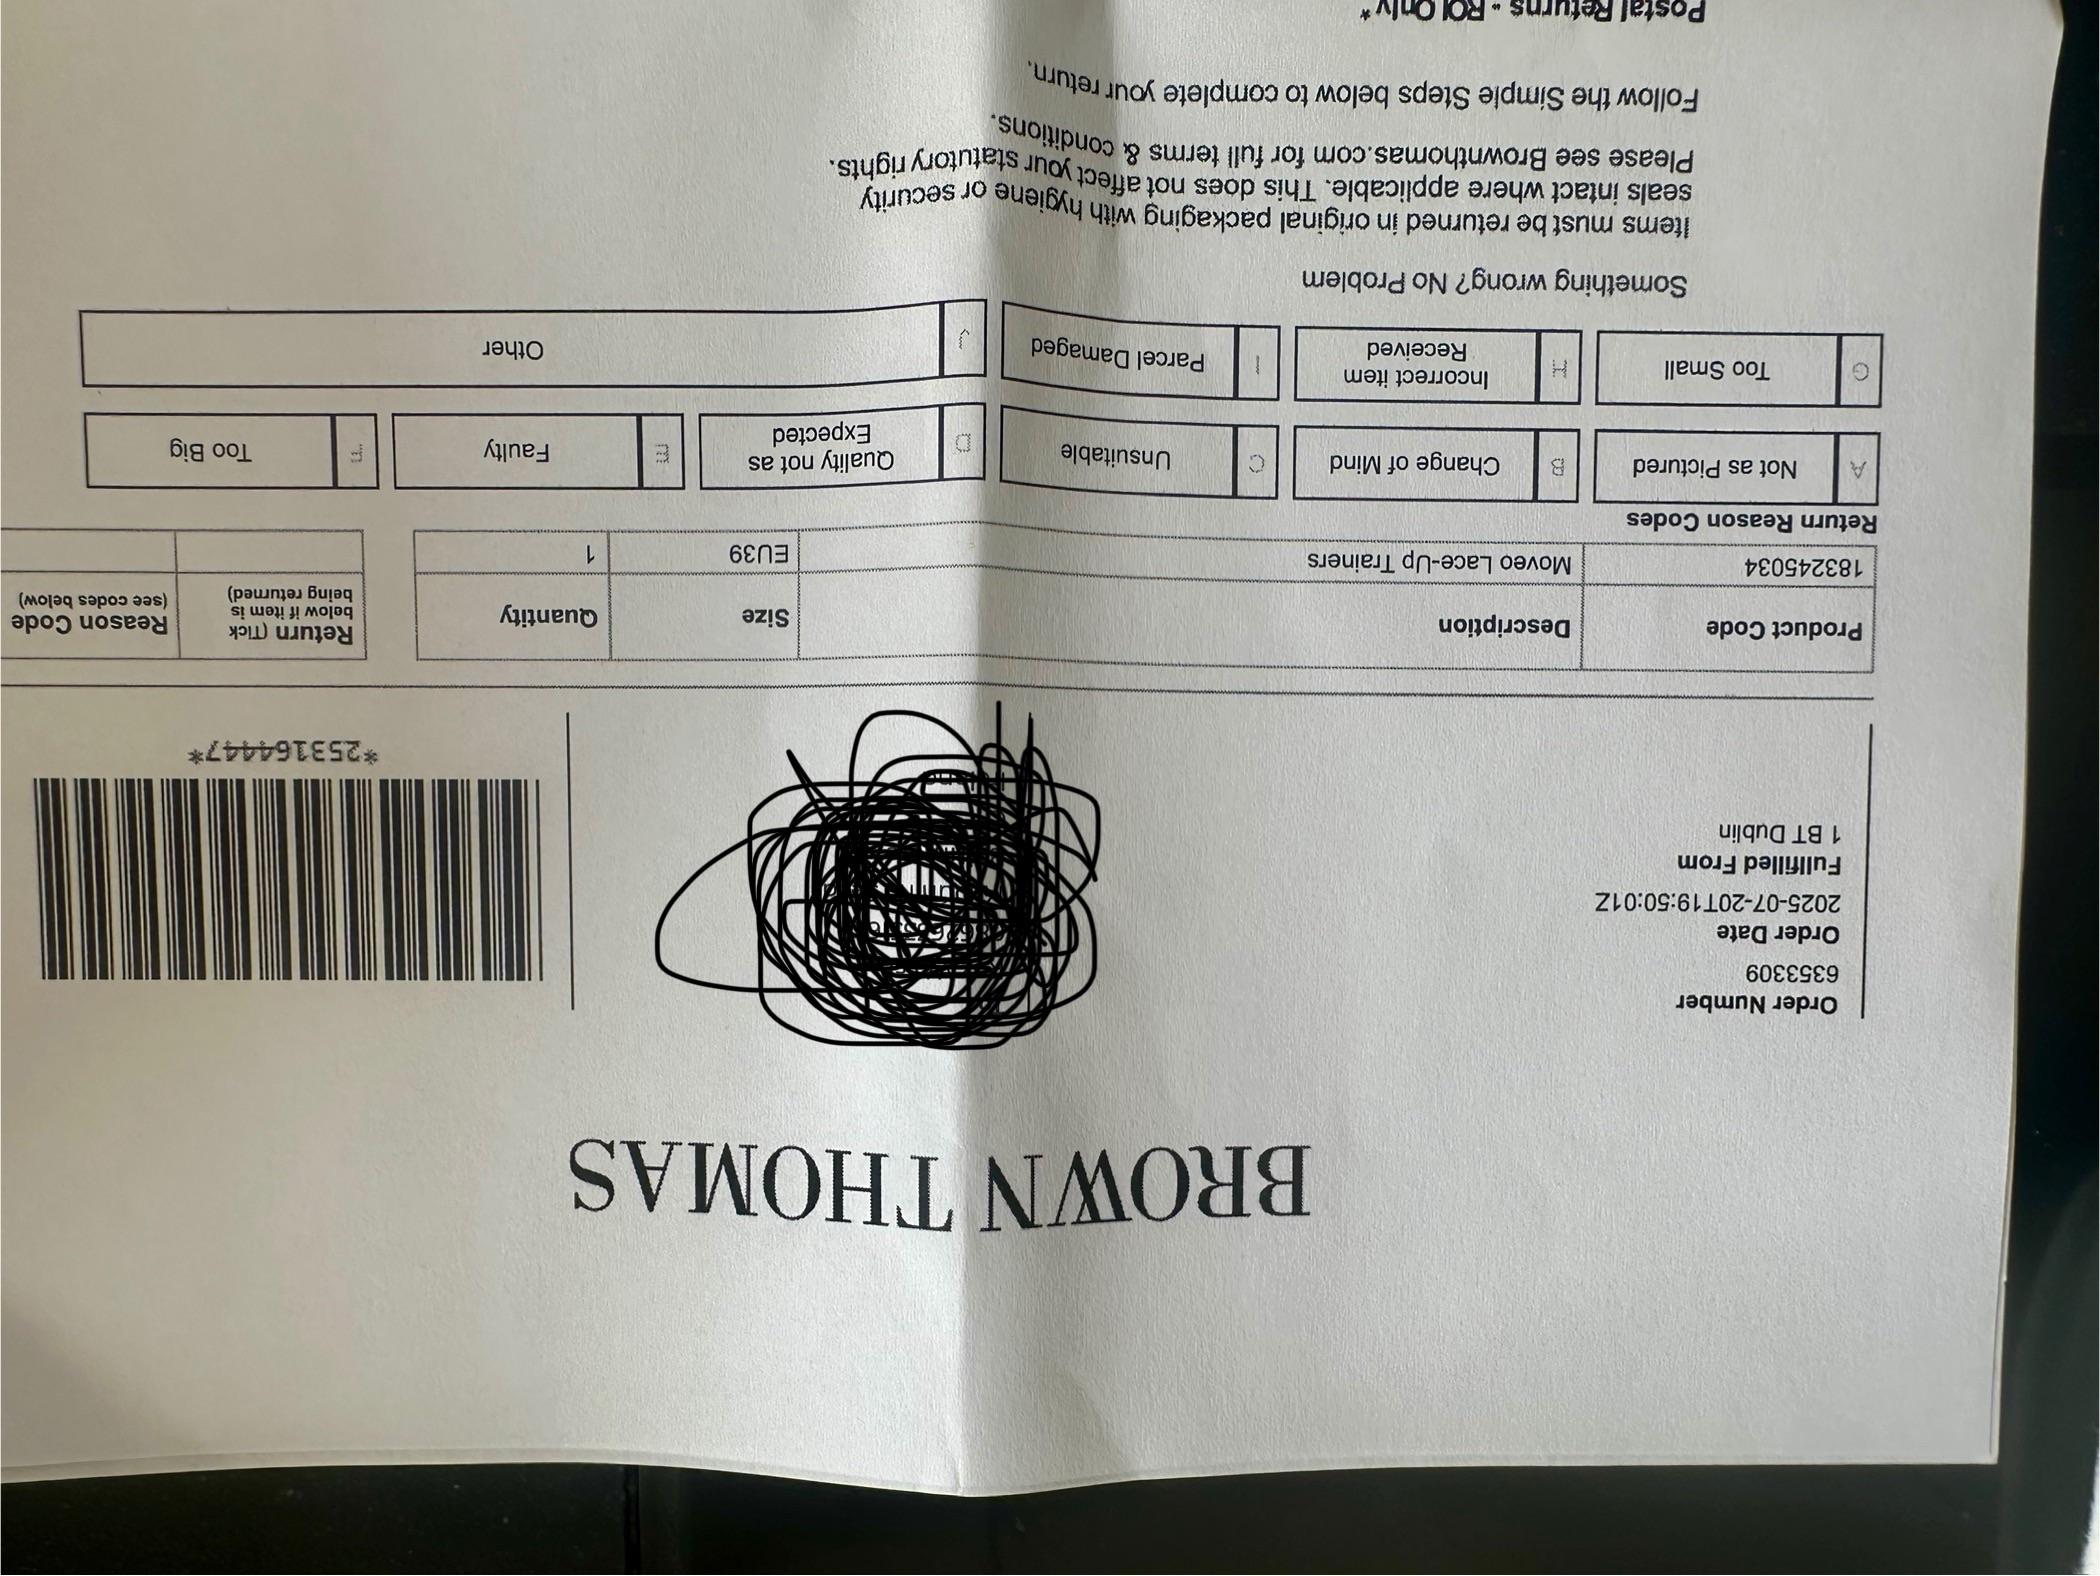 BROWN THOMAS
Order Number
6353309
Order Date
2025-07-20T19:50:01Z
Fullfilled From
1 BT Dublin
*253164447*
Product Code
Description
Size
Quantity
Return (Tick
below if item is
being returned)
Reason Code
(see codes below)
183245034
Moveo Lace-Up Trainers
EU39
1
Return Reason Codes
A
Not as Pictured
B
Change of Mind
C
Unsuitable
D
Quality not as
Expected
E
Faulty
F
Too Big
G
Too Small
H
Incorrect item
Received
I
Parcel Damaged
J
Other
Something wrong? No Problem
Items must be returned in original packaging with hygiene or security
seals intact where applicable. This does not affect your statutory rights.
Please see Brownthomas.com for full terms & conditions.
Follow the Simple Steps below to complete your return.
Postal Returns - ROI Only*